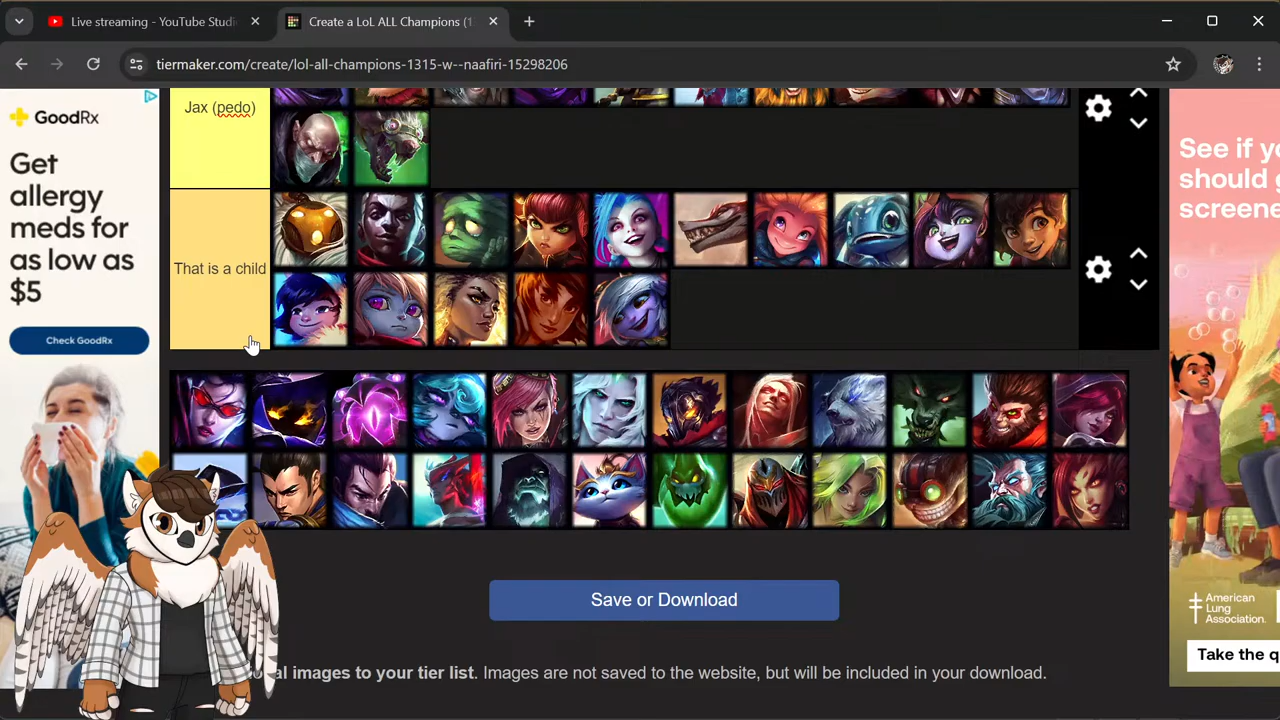 Live streaming - YouTube Studi
Create a LoL ALL Champions (1
tiermaker.com/create/lol-all-champions-1315-w--naafiri-15298206
GoodRx
Get
allergy
meds for
as low as
$5
Check GoodRx
Jax (pedo)
That is a child
Save or Download
al images to your tier list. Images are not saved to the website, but will be included in your download.
See if yo
should g
screene
American
Lung
Association.
Take the q